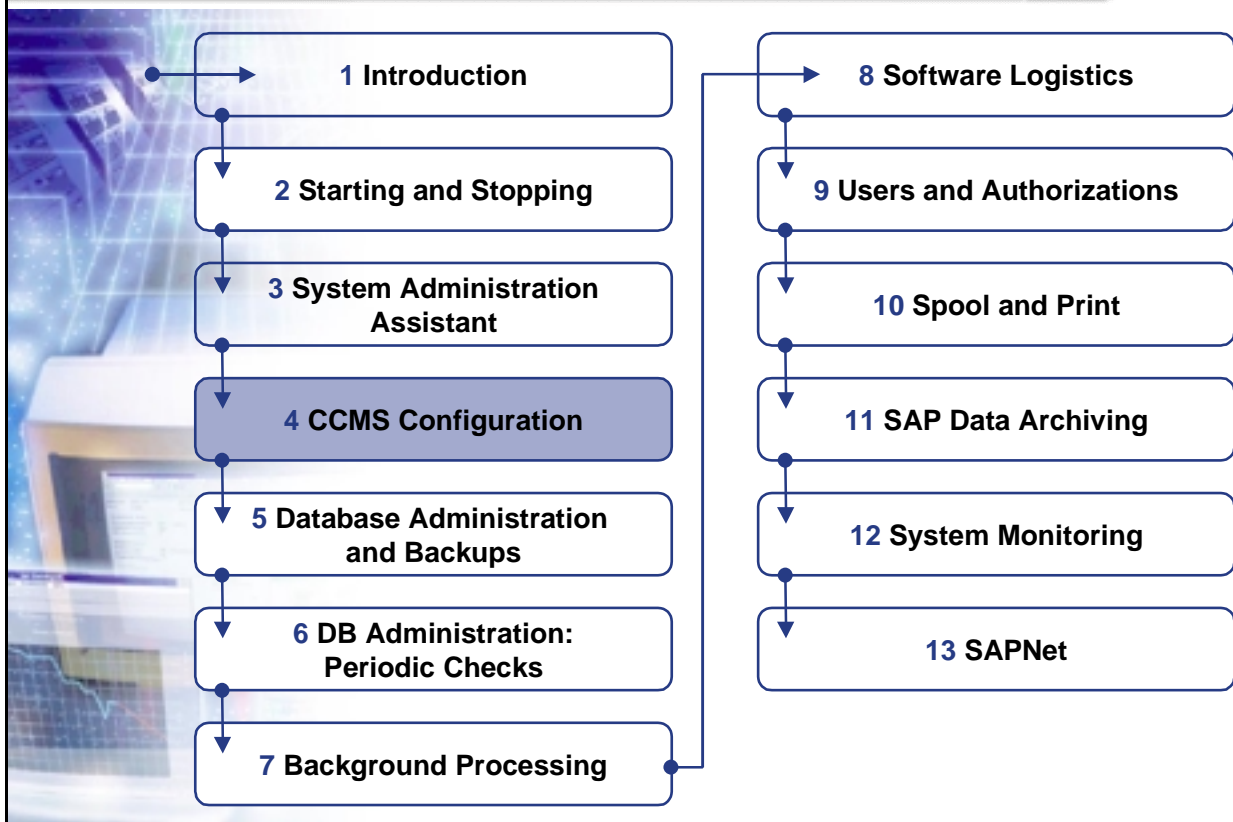 1 Introduction
2 Starting and Stopping
3 System Administration
Assistant
4 CCMS Configuration
5 Database Administration
and Backups
6 DB Administration:
Periodic Checks
7 Background Processing
8 Software Logistics
9 Users and Authorizations
10 Spool and Print
11 SAP Data Archiving
12 System Monitoring
13 SAPNet